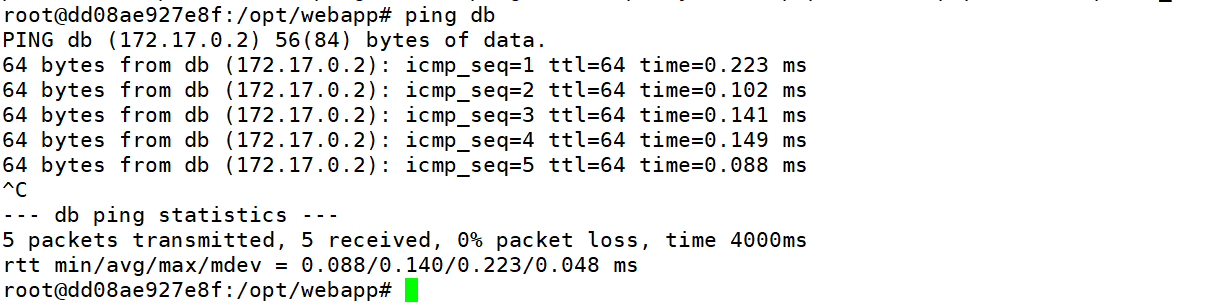 root@dd08ae927e8f:/opt/webapp# ping db
PING db (172.17.0.2) 56(84) bytes of data.
64 bytes from db (172.17.0.2): icmp_seq=1 ttl=64 time=0.223 ms
64 bytes from db (172.17.0.2): icmp_seq=2 ttl=64 time=0.102 ms
64 bytes from db (172.17.0.2): icmp_seq=3 ttl=64 time=0.141 ms
64 bytes from db (172.17.0.2): icmp_seq=4 ttl=64 time=0.149 ms
64 bytes from db (172.17.0.2): icmp_seq=5 ttl=64 time=0.088 ms
^C
--- db ping statistics ---
5 packets transmitted, 5 received, 0% packet loss, time 4000ms
rtt min/avg/max/mdev = 0.088/0.140/0.223/0.048 ms
root@dd08ae927e8f:/opt/webapp#